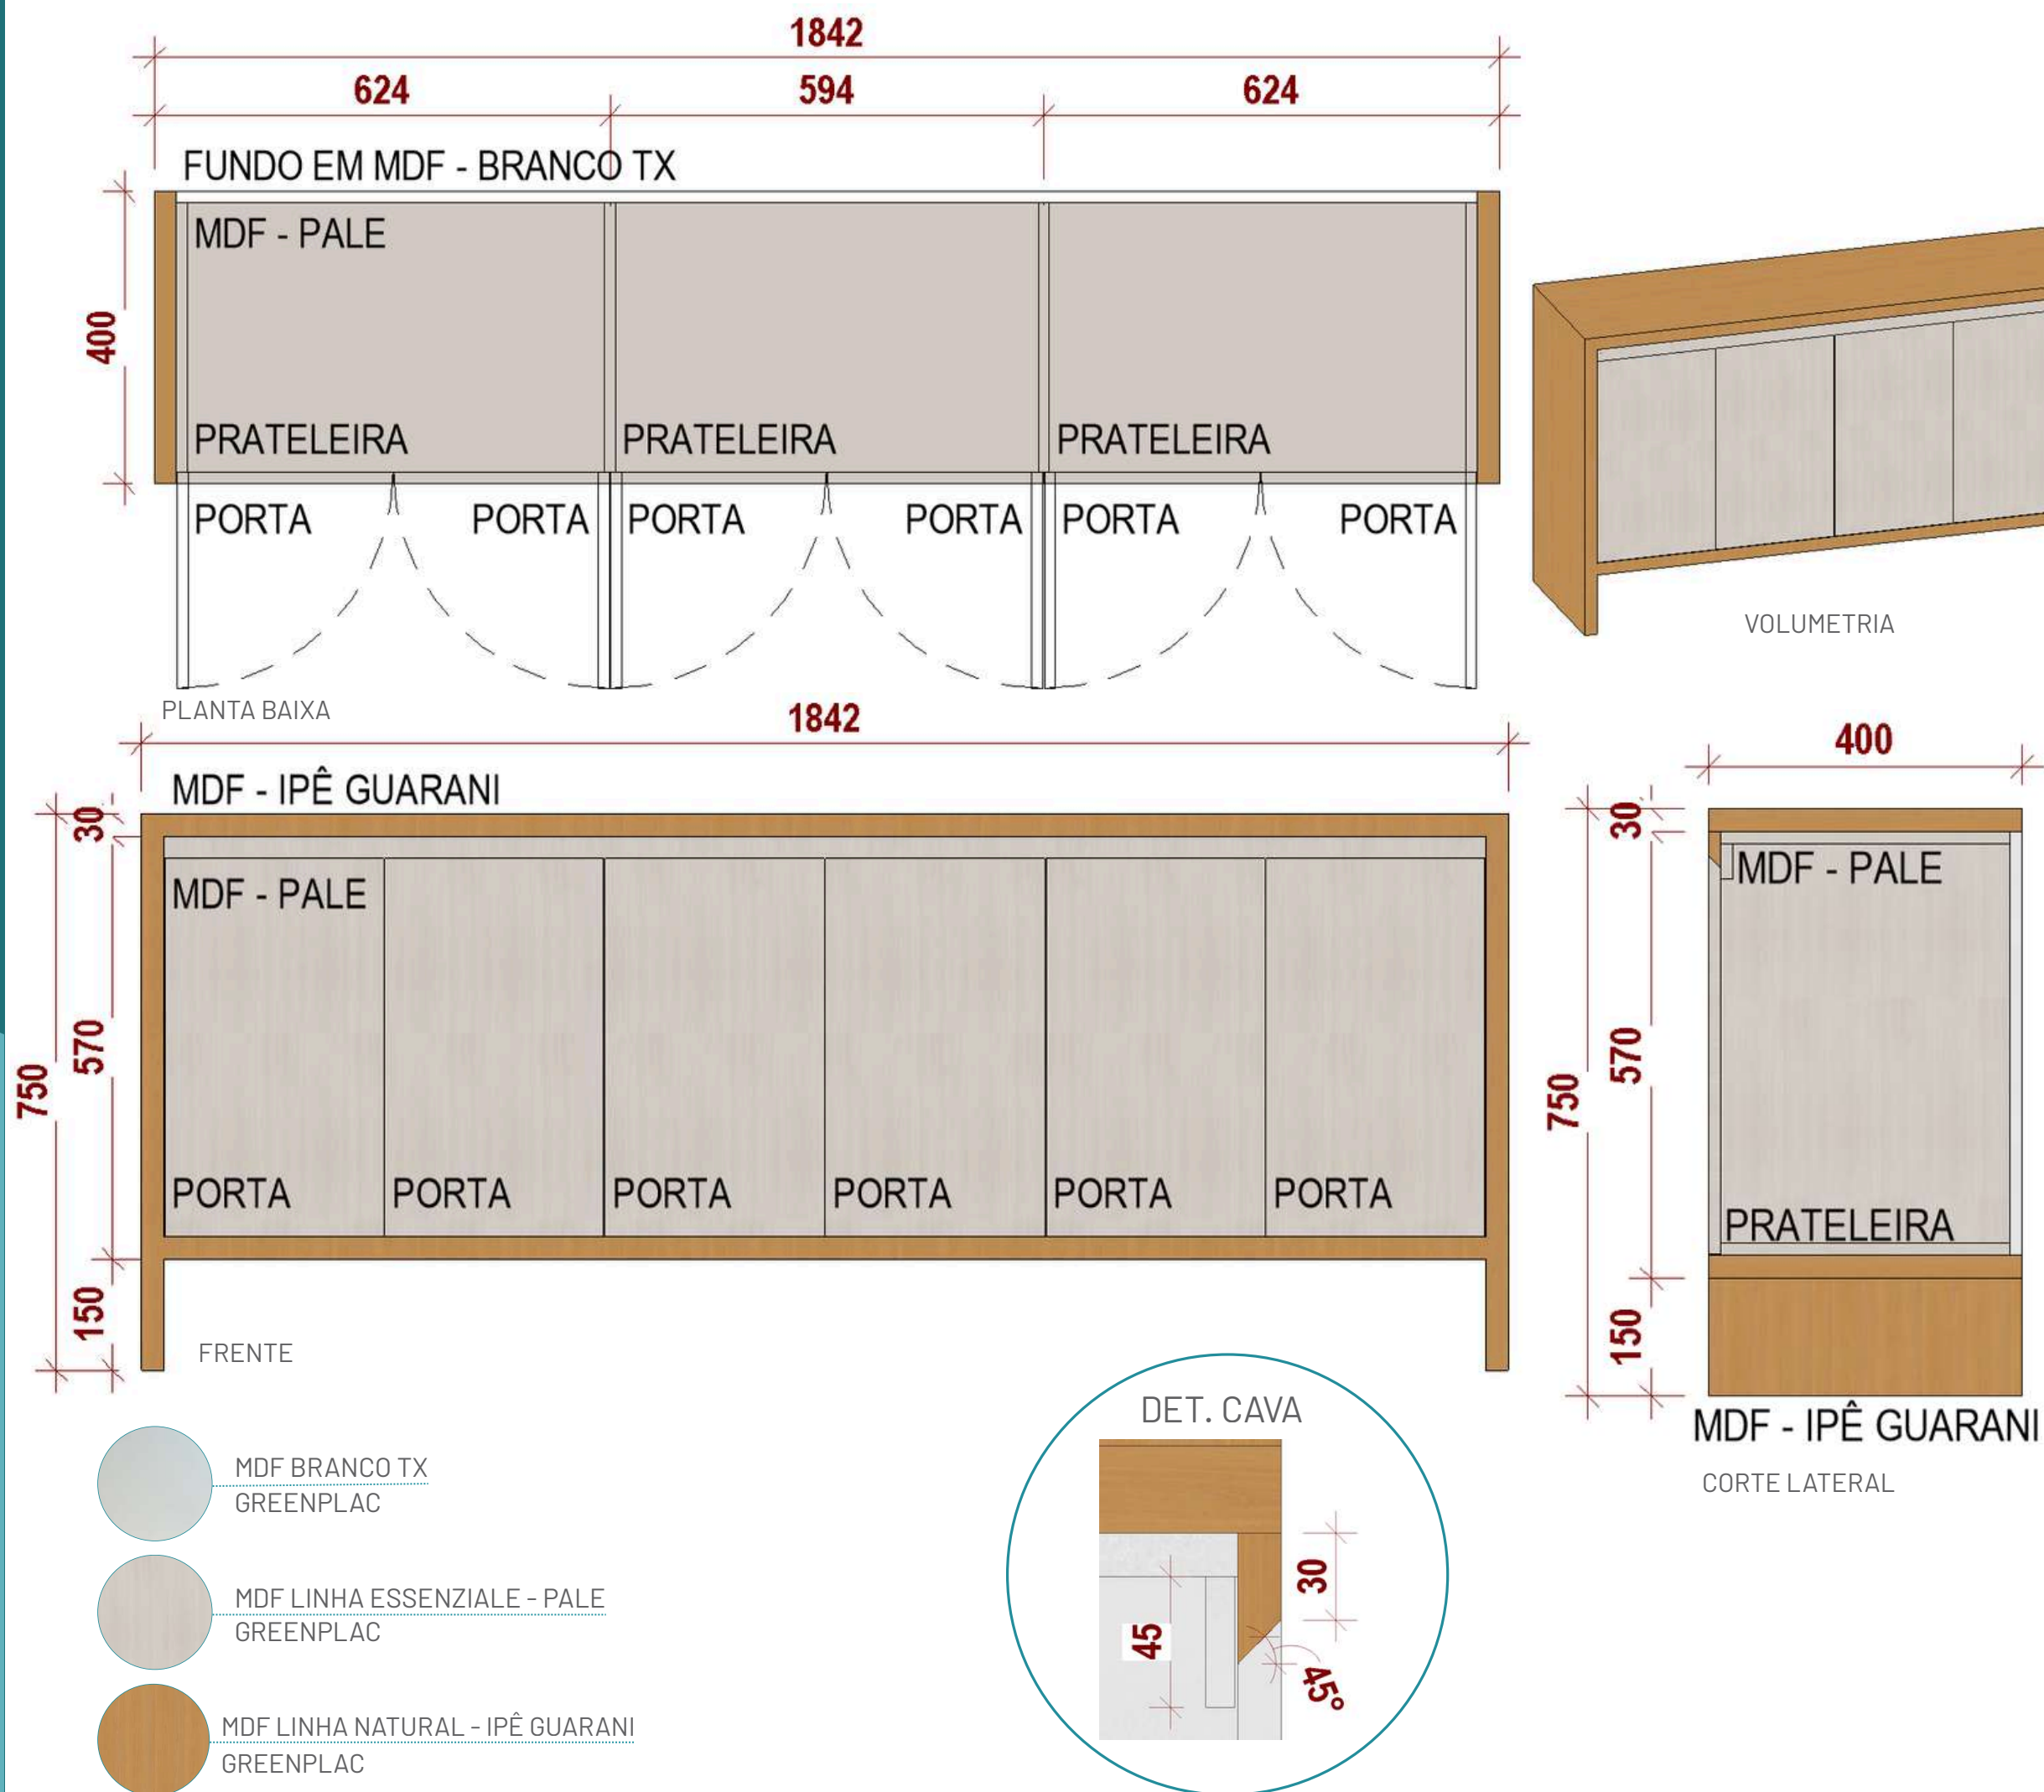 1842
624
594
624
FUNDO EM MDF - BRANCO TX
MDF - PALE
400
PRATELEIRA
PRATELEIRA
PRATELEIRA
PORTA
PORTA
PORTA
PORTA
PORTA
PORTA
PLANTA BAIXA
VOLUMETRIA
1842
MDF - IPÊ GUARANI
30
570
750
150
MDF - PALE
PORTA
PORTA
PORTA
PORTA
PORTA
PORTA
FRENTE
400
30
570
750
150
MDF - PALE
PRATELEIRA
MDF - IPÊ GUARANI
CORTE LATERAL
DET. CAVA
30
45
45°
MDF BRANCO TX
GREENPLAC
MDF LINHA ESSENZIALE - PALE
GREENPLAC
MDF LINHA NATURAL - IPÊ GUARANI
GREENPLAC